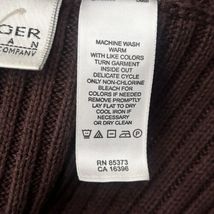 GER
AN
COMPANY
MACHINE WASH
WARM
WITH LIKE COLORS
TURN GARMENT
INSIDE OUT
DELICATE CYCLE
ONLY NON-CHLORINE
BLEACH FOR COLORS
IF NEEDED
REMOVE PROMPTLY
LAY FLAT TO DRY
COOL IRON IF
NECESSARY
OR DRY CLEAN
RN 85373
CA 16396